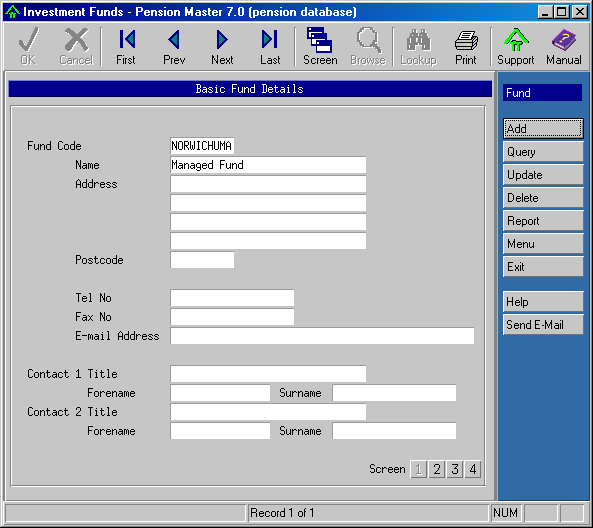 Investment Funds - Pension Master 7.0 (pension database)
OK Cancel First Prev Next Last Screen Browse Lookup Print Support Manual
Basic Fund Details
Fund
Fund Code NORWICHUMA
Name Managed Fund
Address
Postcode
Tel No
Fax No
E-mail Address
Contact 1 Title
Forename Surname
Contact 2 Title
Forename Surname
Screen 1 2 3 4
Add
Query
Update
Delete
Report
Menu
Exit
Help
Send E-Mail
Record 1 of 1 NUM